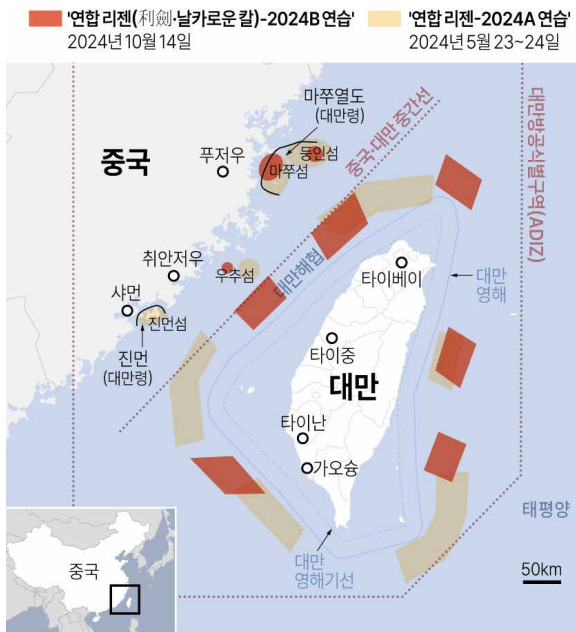 '연합 리젠(利劍·날카로운 칼)-2024B 연습'
2024년 10월 14일
'연합 리젠-2024A 연습'
2024년 5월 23~24일
마쭈열도
(대만령)
중국
푸저우
둥인섬
마쭈섬
중국·대만 중간선
대만방공식별구역(ADIZ)
취안저우
우추섬
대만해협
타이베이
대만
영해
샤먼
진먼섬
진먼
(대만령)
타이중
대만
타이난
가오슝
태평양
대만
영해기선
중국
50km